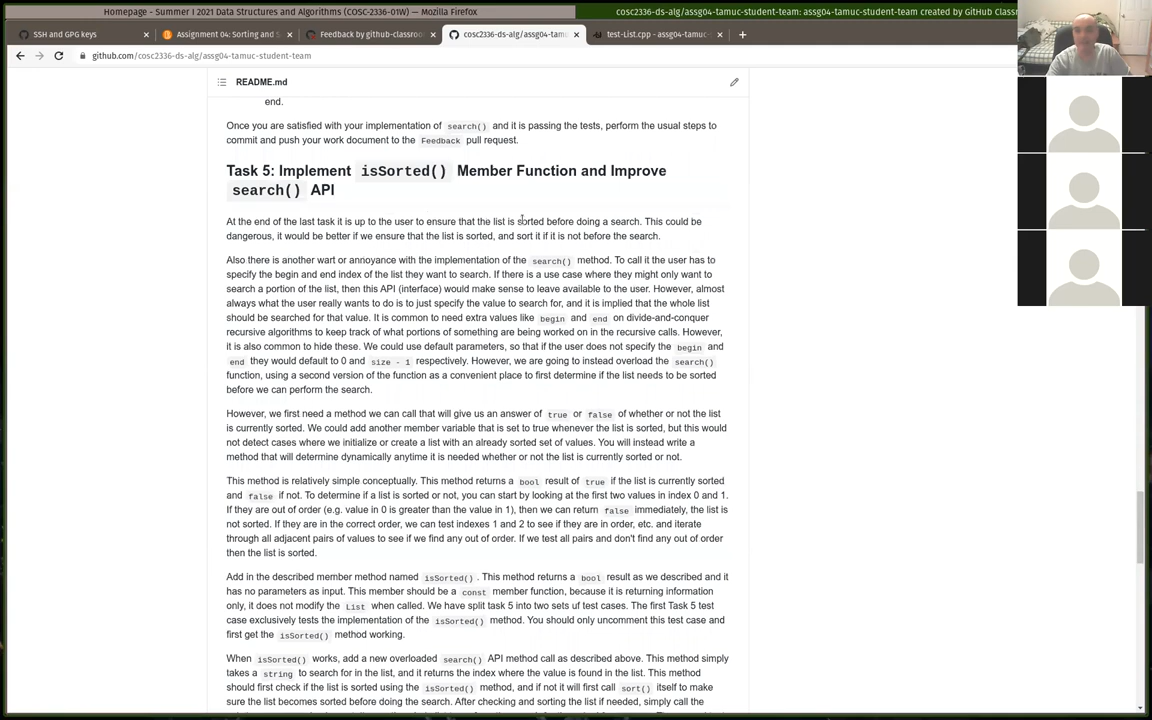 Homepage - Summer I 2021 Data Structures and Algorithms (COSC-2336-01W) — Mozilla Firefox
cosc2336-ds-alg/assg04-tamuc-student-team: assg04-tamuc-student-team created by GitHub Classr
SSH and GPG keys
Assignment 04: Sorting and S
Feedback by github-classroo
cosc2336-ds-alg/assg04-tam
test-List.cpp - assg04-tamuc
github.com/cosc2336-ds-alg/assg04-tamuc-student-team
README.md
end.
Once you are satisfied with your implementation of search() and it is passing the tests, perform the usual steps to
commit and push your work document to the Feedback pull request.
Task 5: Implement isSorted() Member Function and Improve
search() API
At the end of the last task it is up to the user to ensure that the list is sorted before doing a search. This could be
dangerous, it would be better if we ensure that the list is sorted, and sort it if it is not before the search.
Also there is another wart or annoyance with the implementation of the search() method. To call it the user has to
specify the begin and end index of the list they want to search. If there is a use case where they might only want to
search a portion of the list, then this API (interface) would make sense to leave available to the user. However, almost
always what the user really wants to do is to just specify the value to search for, and it is implied that the whole list
should be searched for that value. It is common to need extra values like begin and end on divide-and-conquer
recursive algorithms to keep track of what portions of something are being worked on in the recursive calls. However,
it is also common to hide these. We could use default parameters, so that if the user does not specify the begin and
end they would default to 0 and size - 1 respectively. However, we are going to instead overload the search()
function, using a second version of the function as a convenient place to first determine if the list needs to be sorted
before we can perform the search.
However, we first need a method we can call that will give us an answer of true or false of whether or not the list
is currently sorted. We could add another member variable that is set to true whenever the list is sorted, but this would
not detect cases where we initialize or create a list with an already sorted set of values. You will instead write a
method that will determine dynamically anytime it is needed whether or not the list is currently sorted or not.
This method is relatively simple conceptually. This method returns a bool result of true if the list is currently sorted
and false if not. To determine if a list is sorted or not, you can start by looking at the first two values in index 0 and 1.
If they are out of order (e.g. value in 0 is greater than the value in 1), then we can return false immediately, the list is
not sorted. If they are in the correct order, we can test indexes 1 and 2 to see if they are in order, etc. and iterate
through all adjacent pairs of values to see if we find any out of order. If we test all pairs and don't find any out of order
then the list is sorted.
Add in the described member method named isSorted() . This method returns a bool result as we described and it
has no parameters as input. This member should be a const member function, because it is returning information
only, it does not modify the List when called. We have split task 5 into two sets uf test cases. The first Task 5 test
case exclusively tests the implementation of the isSorted() method. You should only uncomment this test case and
first get the isSorted() method working.
When isSorted() works, add a new overloaded search() API method call as described above. This method simply
takes a string to search for in the list, and it returns the index where the value is found in the list. This method
should first check if the list is sorted using the isSorted() method, and if not it will first call sort() itself to make
sure the list becomes sorted before doing the search. After checking and sorting the list if needed, simply call the